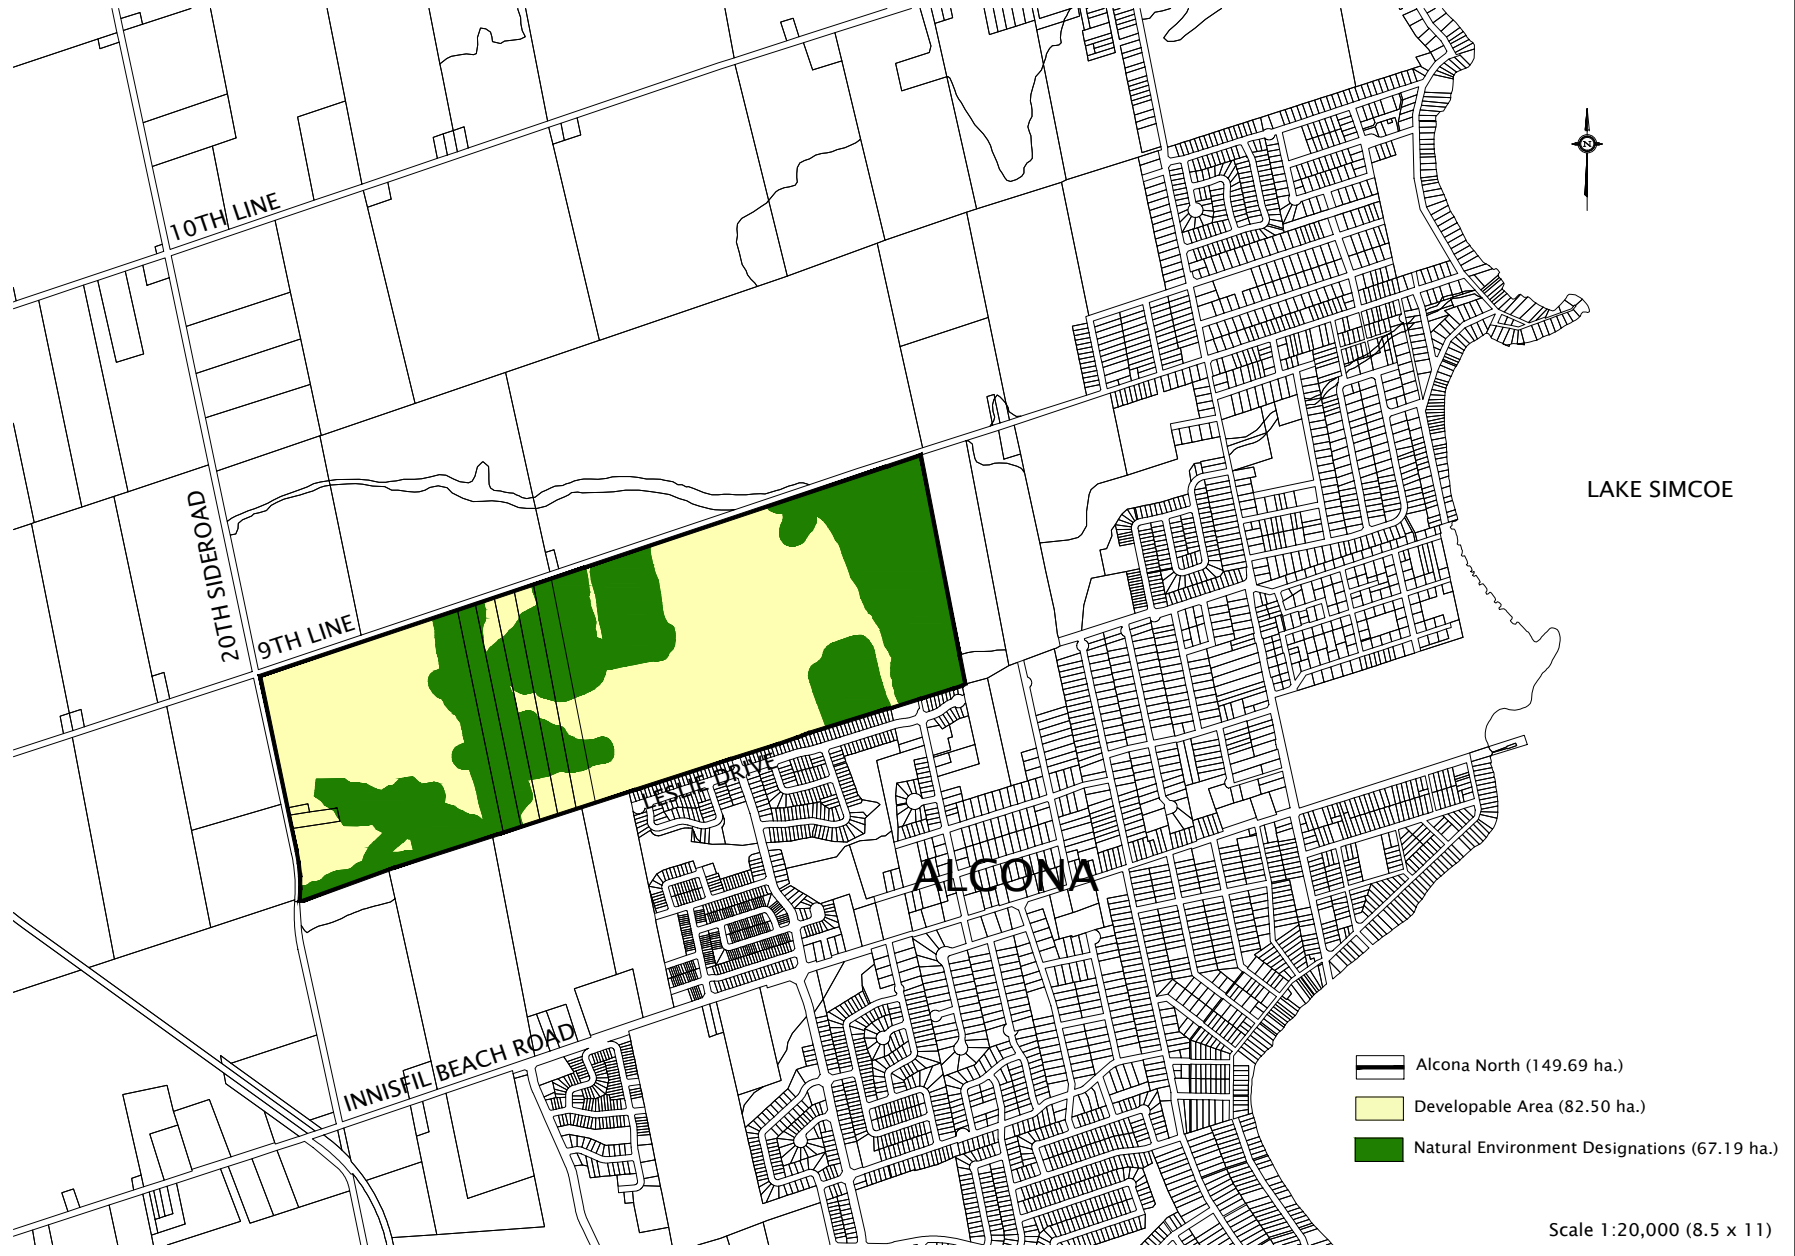 10TH LINE
N
LAKE SIMCOE
20TH SIDEROAD
9TH LINE
LESLIE DRIVE
ALCONA
INNISFIL BEACH ROAD
Alcona North (149.69 ha.)
Developable Area (82.50 ha.)
Natural Environment Designations (67.19 ha.)
Scale 1:20,000 (8.5 x 11)